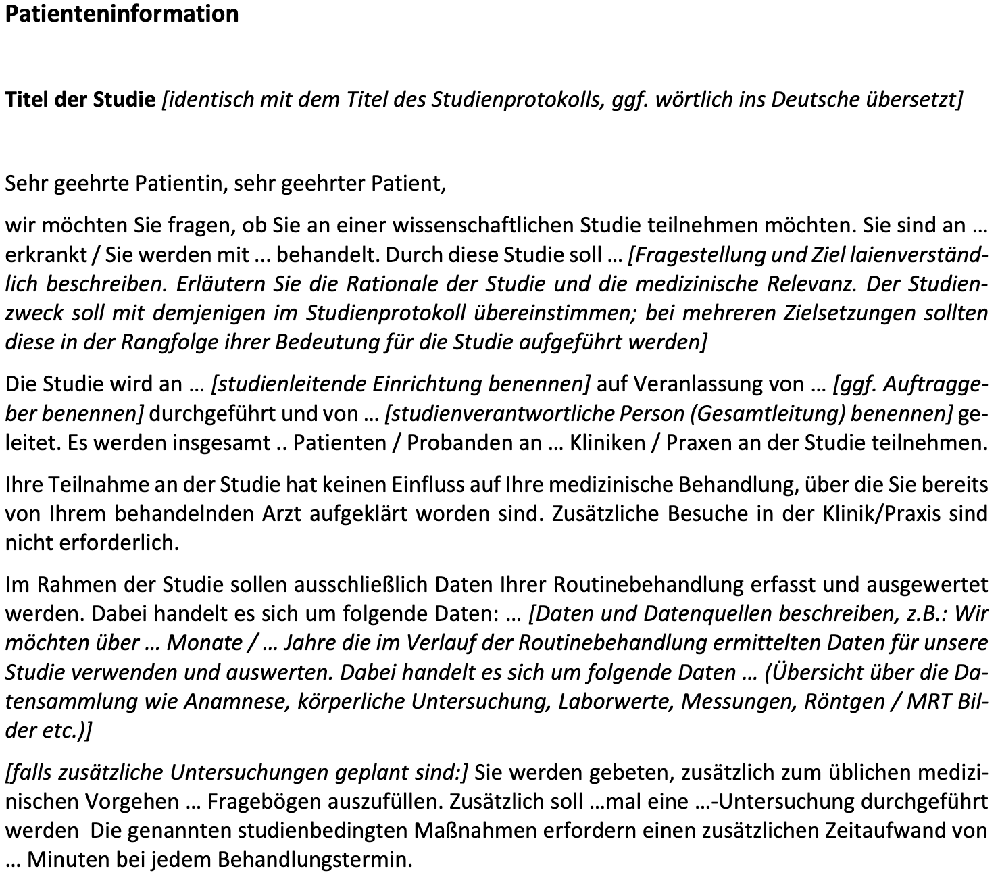 Patienteninformation
Titel der Studie [identisch mit dem Titel des Studienprotokolls, ggf. wörtlich ins Deutsche übersetzt]
Sehr geehrte Patientin, sehr geehrter Patient,
wir möchten Sie fragen, ob Sie an einer wissenschaftlichen Studie teilnehmen möchten. Sie sind an …
erkrankt / Sie werden mit ... behandelt. Durch diese Studie soll … [Fragestellung und Ziel laienverständ-
lich beschreiben. Erläutern Sie die Rationale der Studie und die medizinische Relevanz. Der Studien-
zweck soll mit demjenigen im Studienprotokoll übereinstimmen; bei mehreren Zielsetzungen sollten
diese in der Rangfolge ihrer Bedeutung für die Studie aufgeführt werden]
Die Studie wird an … [studienleitende Einrichtung benennen] auf Veranlassung von … [ggf. Auftragge-
ber benennen] durchgeführt und von … [studienverantwortliche Person (Gesamtleitung) benennen] ge-
leitet. Es werden insgesamt .. Patienten / Probanden an … Kliniken / Praxen an der Studie teilnehmen.
Ihre Teilnahme an der Studie hat keinen Einfluss auf Ihre medizinische Behandlung, über die Sie bereits
von Ihrem behandelnden Arzt aufgeklärt worden sind. Zusätzliche Besuche in der Klinik/Praxis sind
nicht erforderlich.
Im Rahmen der Studie sollen ausschließlich Daten Ihrer Routinebehandlung erfasst und ausgewertet
werden. Dabei handelt es sich um folgende Daten: … [Daten und Datenquellen beschreiben, z.B.: Wir
möchten über … Monate / … Jahre die im Verlauf der Routinebehandlung ermittelten Daten für unsere
Studie verwenden und auswerten. Dabei handelt es sich um folgende Daten … (Übersicht über die Da-
tensammlung wie Anamnese, körperliche Untersuchung, Laborwerte, Messungen, Röntgen / MRT Bil-
der etc.)]
[falls zusätzliche Untersuchungen geplant sind:] Sie werden gebeten, zusätzlich zum üblichen medizi-
nischen Vorgehen … Fragebögen auszufüllen. Zusätzlich soll …mal eine …-Untersuchung durchgeführt
werden  Die genannten studienbedingten Maßnahmen erfordern einen zusätzlichen Zeitaufwand von
… Minuten bei jedem Behandlungstermin.